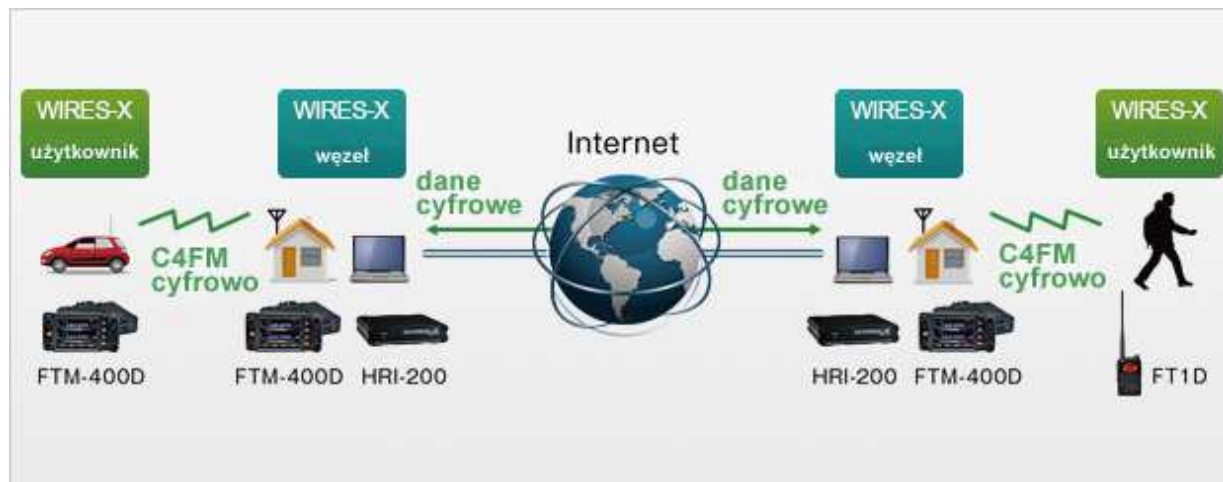 WIRES-X
użytkownik
WIRES-X
węzeł
Internet
WIRES-X
węzeł
WIRES-X
użytkownik
dane
cyfrowe
dane
cyfrowe
C4FM
cyfrowo
C4FM
cyfrowo
FTM-400D
FTM-400D
HRI-200
HRI-200
FTM-400D
FT1D